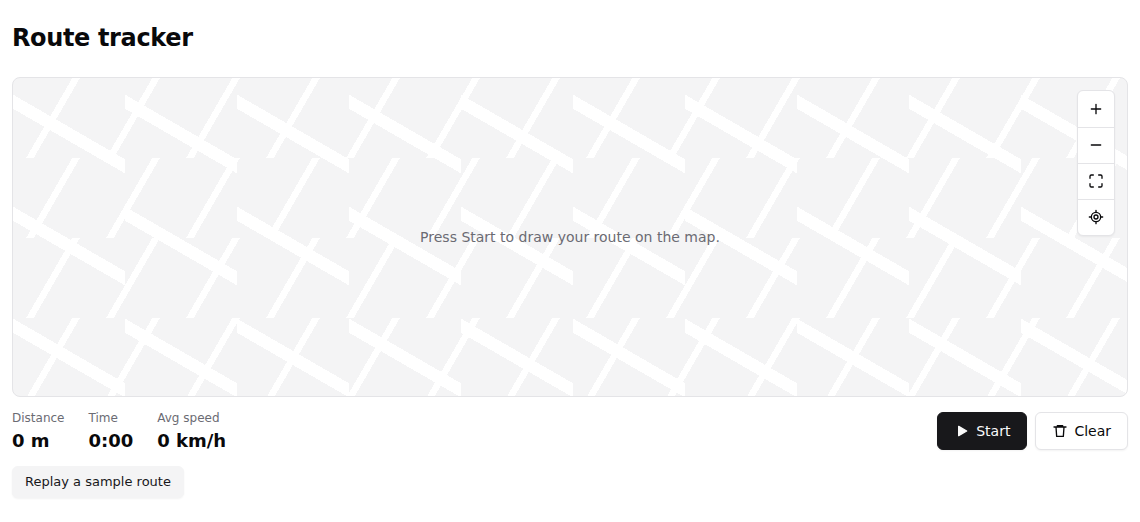 Route tracker
Press Start to draw your route on the map.
Distance
0 m
Time
0:00
Avg speed
0 km/h
Start
Clear
Replay a sample route